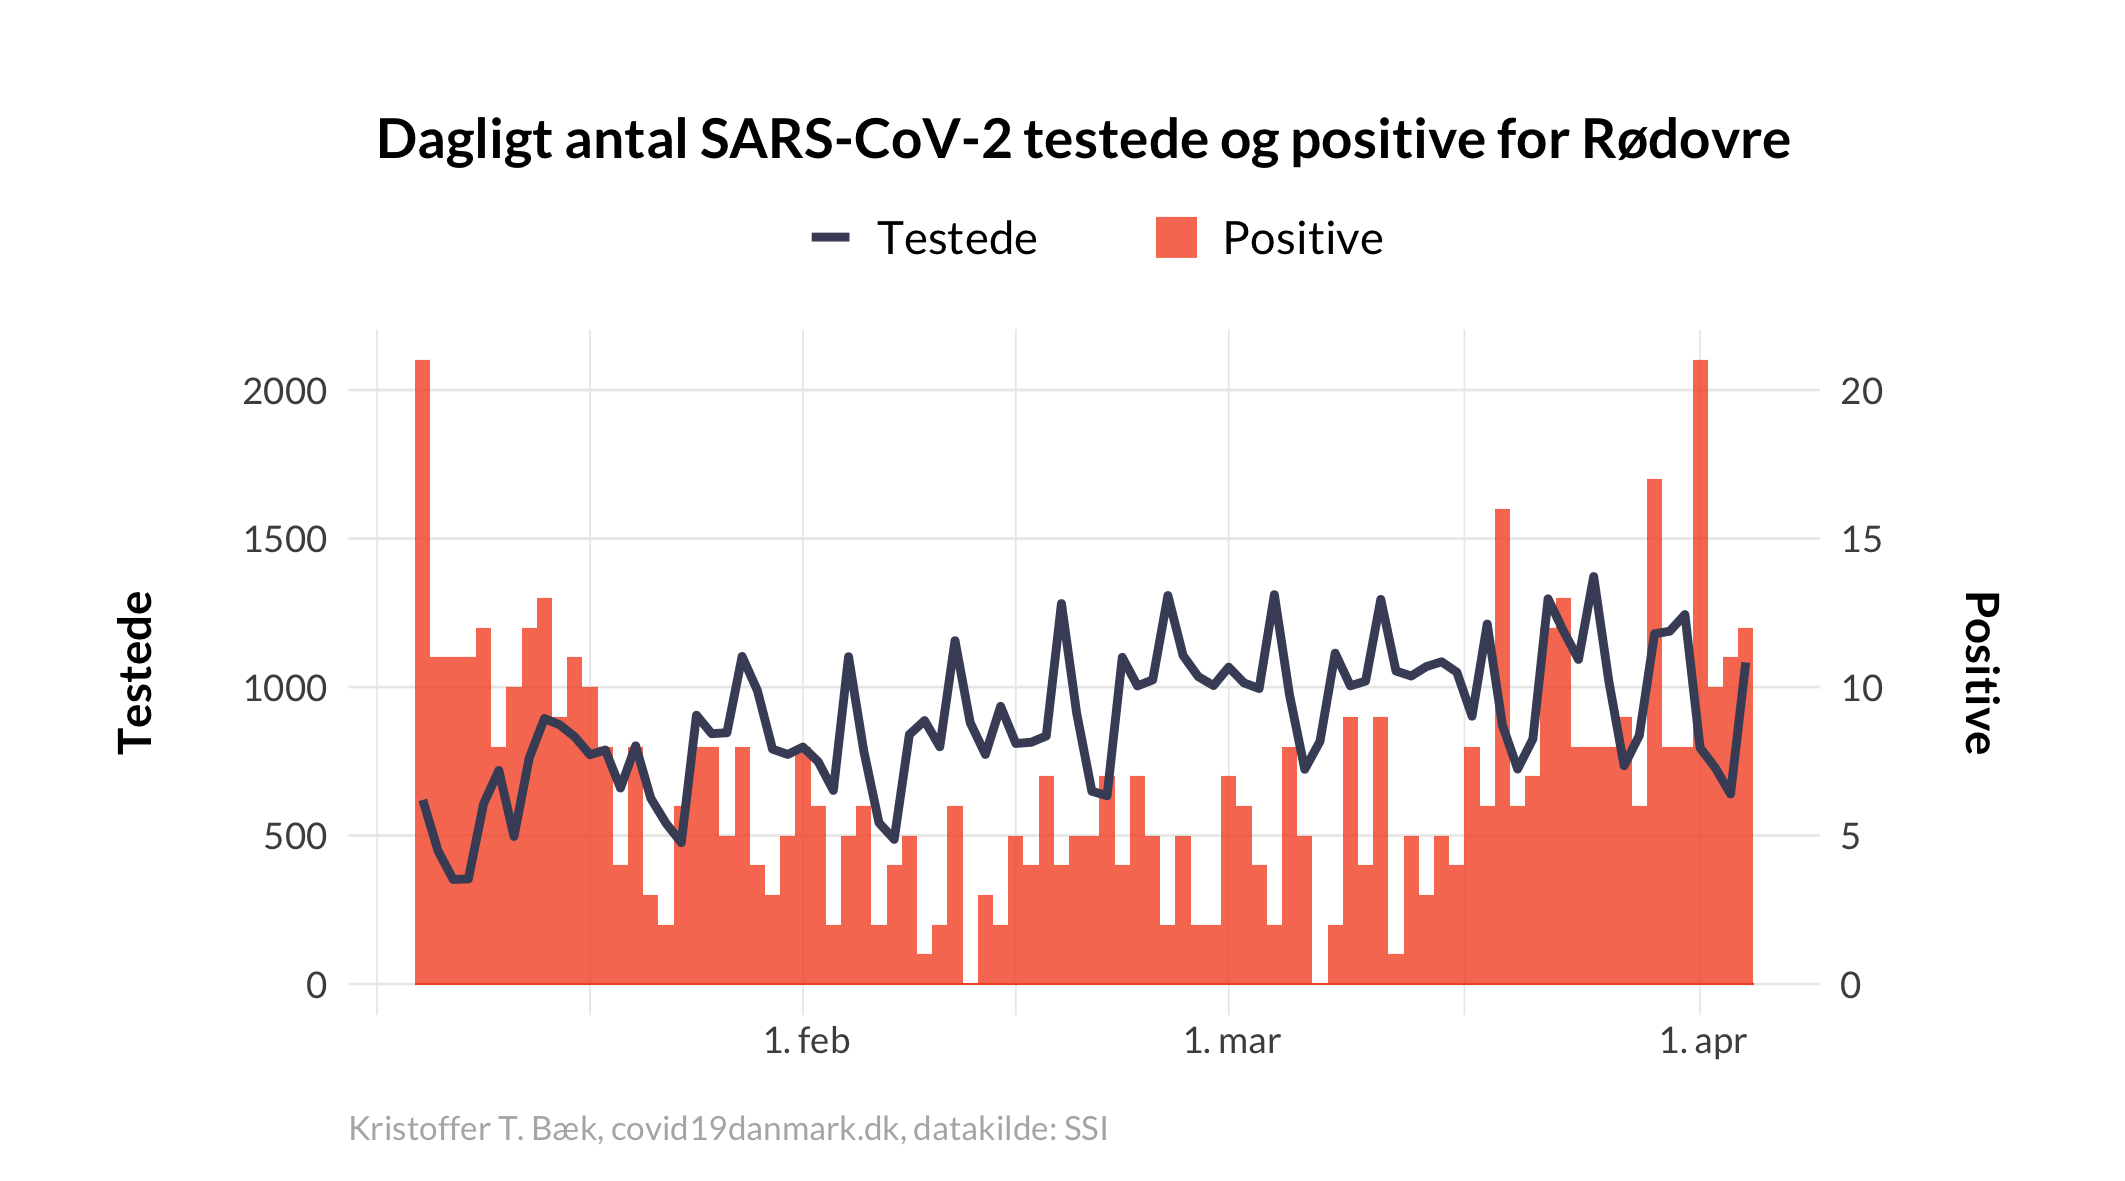 Dagligt antal SARS-CoV-2 testede og positive for Rødovre
Testede
Positive
2000
1500
1000
500
0
20
15
10
5
0
Testede
Positive
1. feb
1. mar
1. apr
Kristoffer T. Bæk, covid19danmark.dk, datakilde: SSI